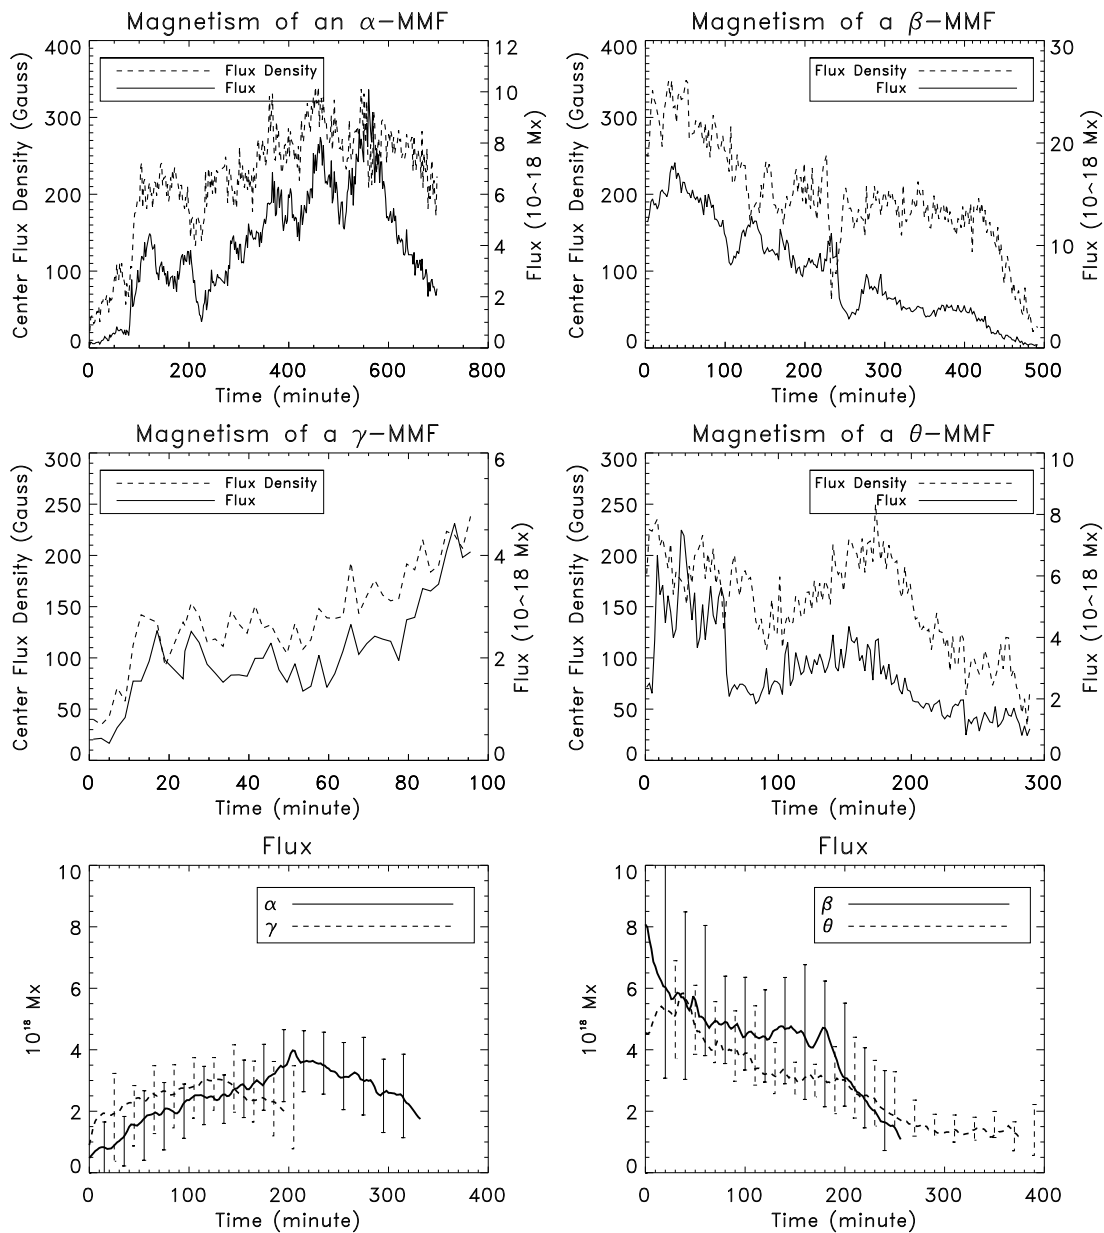 Magnetism of an α-MMF
Center Flux Density (Gauss)
400
300
200
100
0
Flux Density
Flux
12
10
8
6
4
2
0
Flux (10~18 Mx)
0 200 400 600 800
Time (minute)
Magnetism of a β-MMF
Center Flux Density (Gauss)
400
300
200
100
0
Flux Density
Flux
30
20
10
0
Flux (10~18 Mx)
0 100 200 300 400 500
Time (minute)
Magnetism of a γ-MMF
Center Flux Density (Gauss)
300
250
200
150
100
50
0
Flux Density
Flux
6
4
2
0
Flux (10~18 Mx)
0 20 40 60 80 100
Time (minute)
Magnetism of a θ-MMF
Center Flux Density (Gauss)
300
250
200
150
100
50
0
Flux Density
Flux
10
8
6
4
2
0
Flux (10~18 Mx)
0 100 200 300
Time (minute)
Flux
10¹⁸ Mx
10
8
6
4
2
0
α
γ
0 100 200 300 400
Time (minute)
Flux
10¹⁸ Mx
10
8
6
4
2
0
β
θ
0 100 200 300 400
Time (minute)